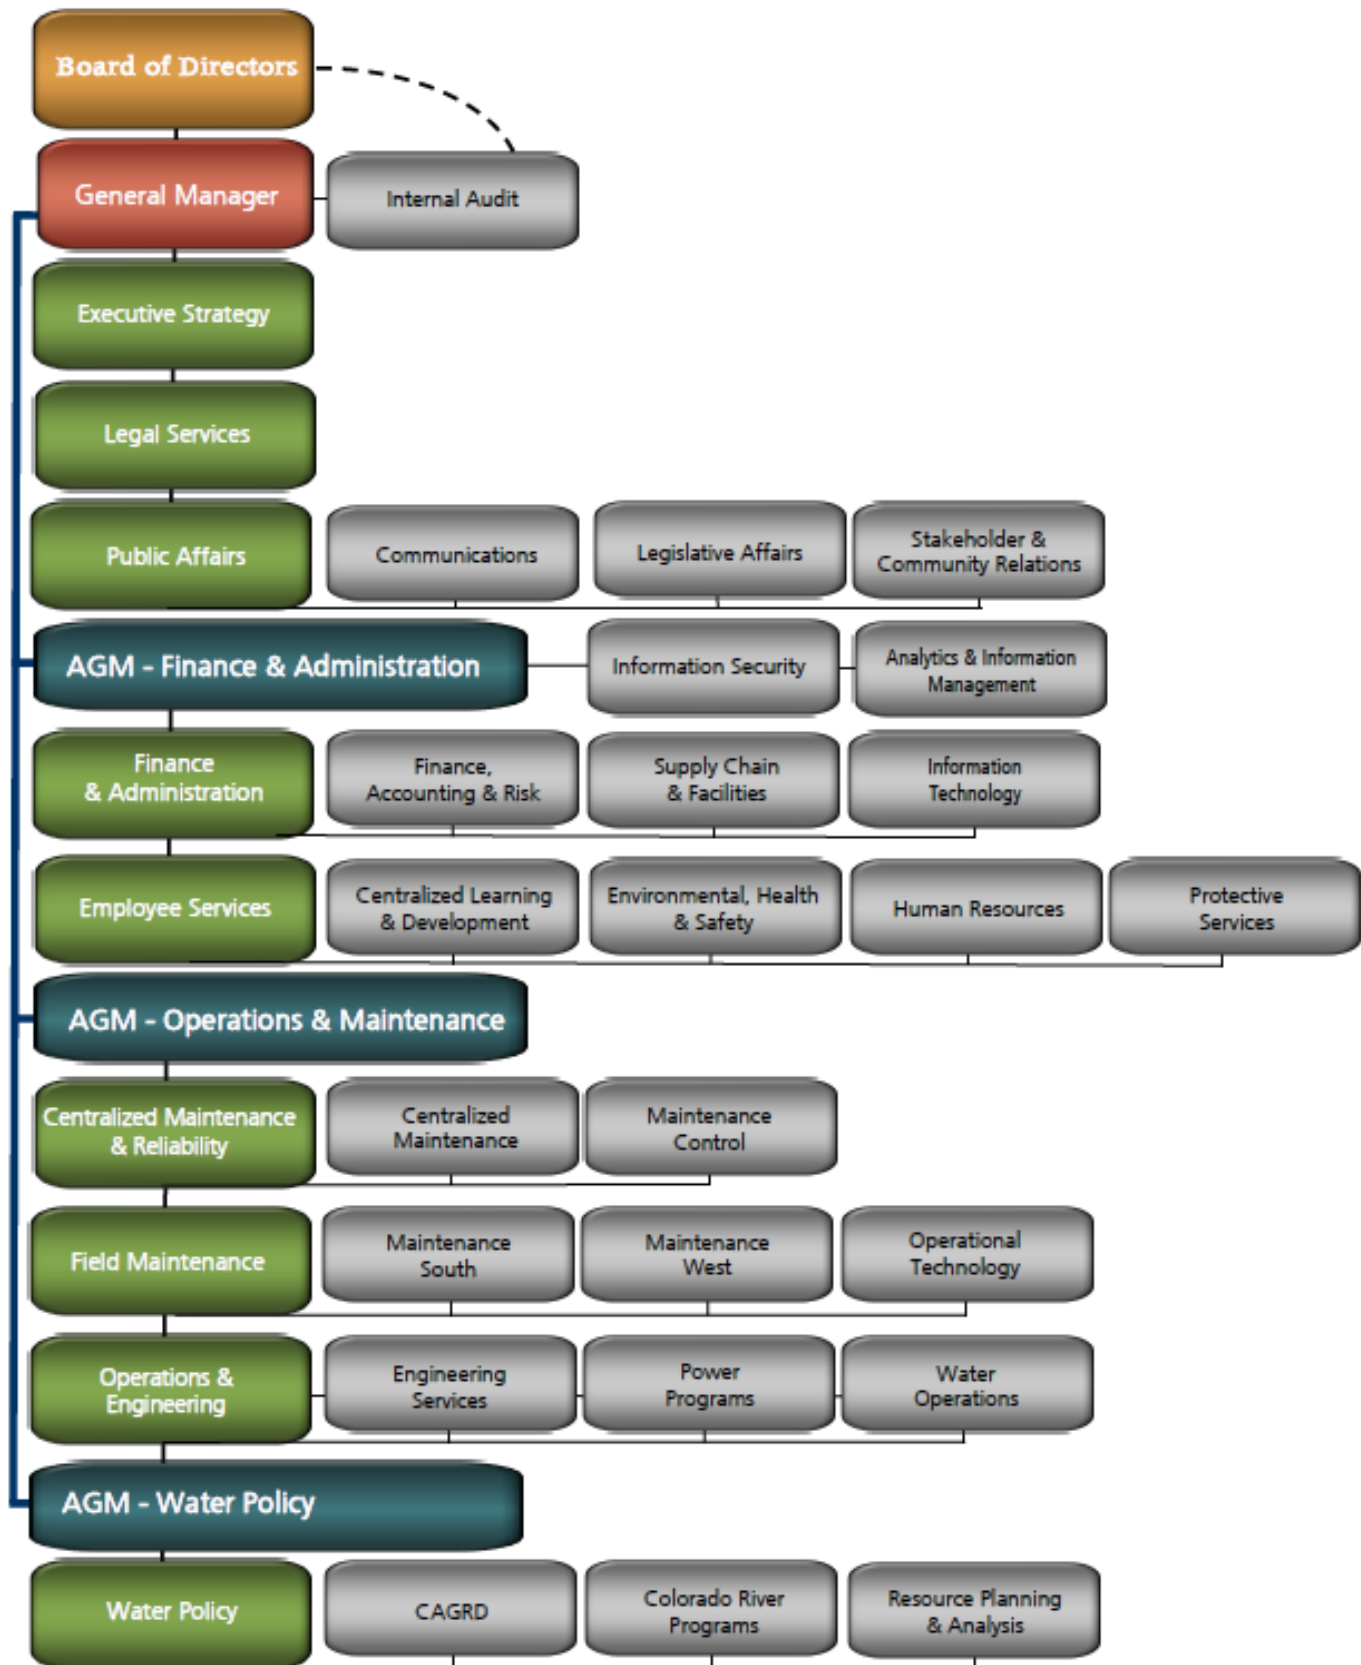 Board of Directors
General Manager
Internal Audit
Executive Strategy
Legal Services
Public Affairs
Communications
Legislative Affairs
Stakeholder &
Community Relations
AGM - Finance & Administration
Information Security
Analytics & Information
Management
Finance
& Administration
Finance,
Accounting & Risk
Supply Chain
& Facilities
Information
Technology
Employee Services
Centralized Learning
& Development
Environmental, Health
& Safety
Human Resources
Protective
Services
AGM - Operations & Maintenance
Centralized Maintenance
& Reliability
Centralized
Maintenance
Maintenance
Control
Field Maintenance
Maintenance
South
Maintenance
West
Operational
Technology
Operations &
Engineering
Engineering
Services
Power
Programs
Water
Operations
AGM - Water Policy
Water Policy
CAGRD
Colorado River
Programs
Resource Planning
& Analysis